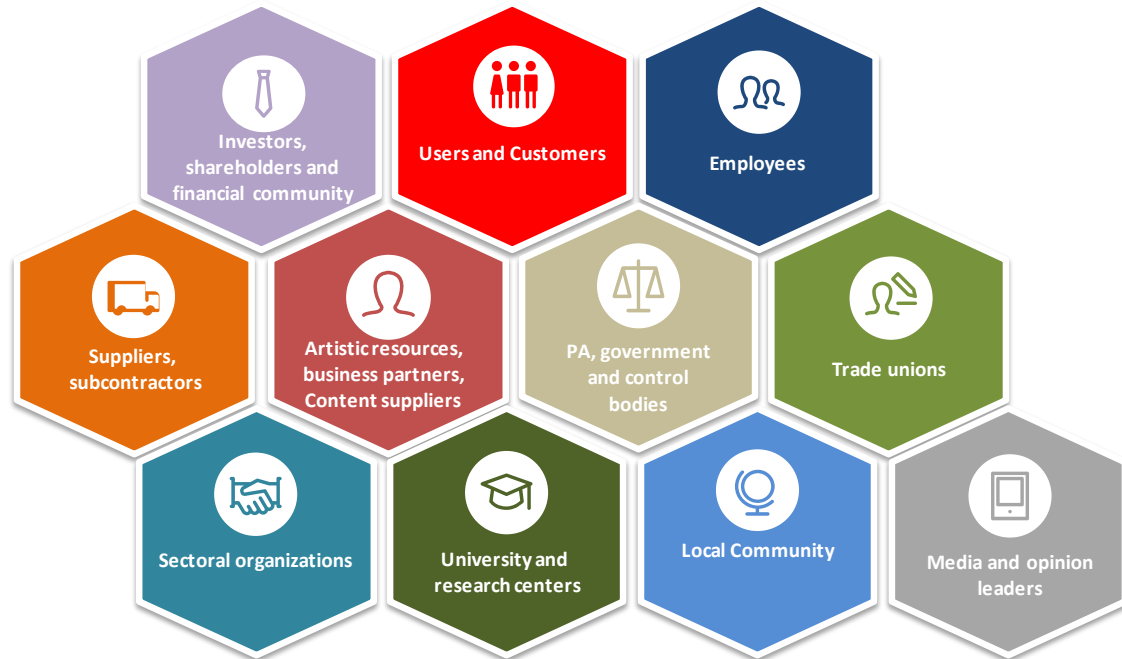 Investors,
shareholders and
financial community
Users and Customers
Employees
Suppliers,
subcontractors
Artistic resources,
business partners,
Content suppliers
PA, government
and control
bodies
Trade unions
Sectoral organizations
University and
research centers
Local Community
Media and opinion
leaders